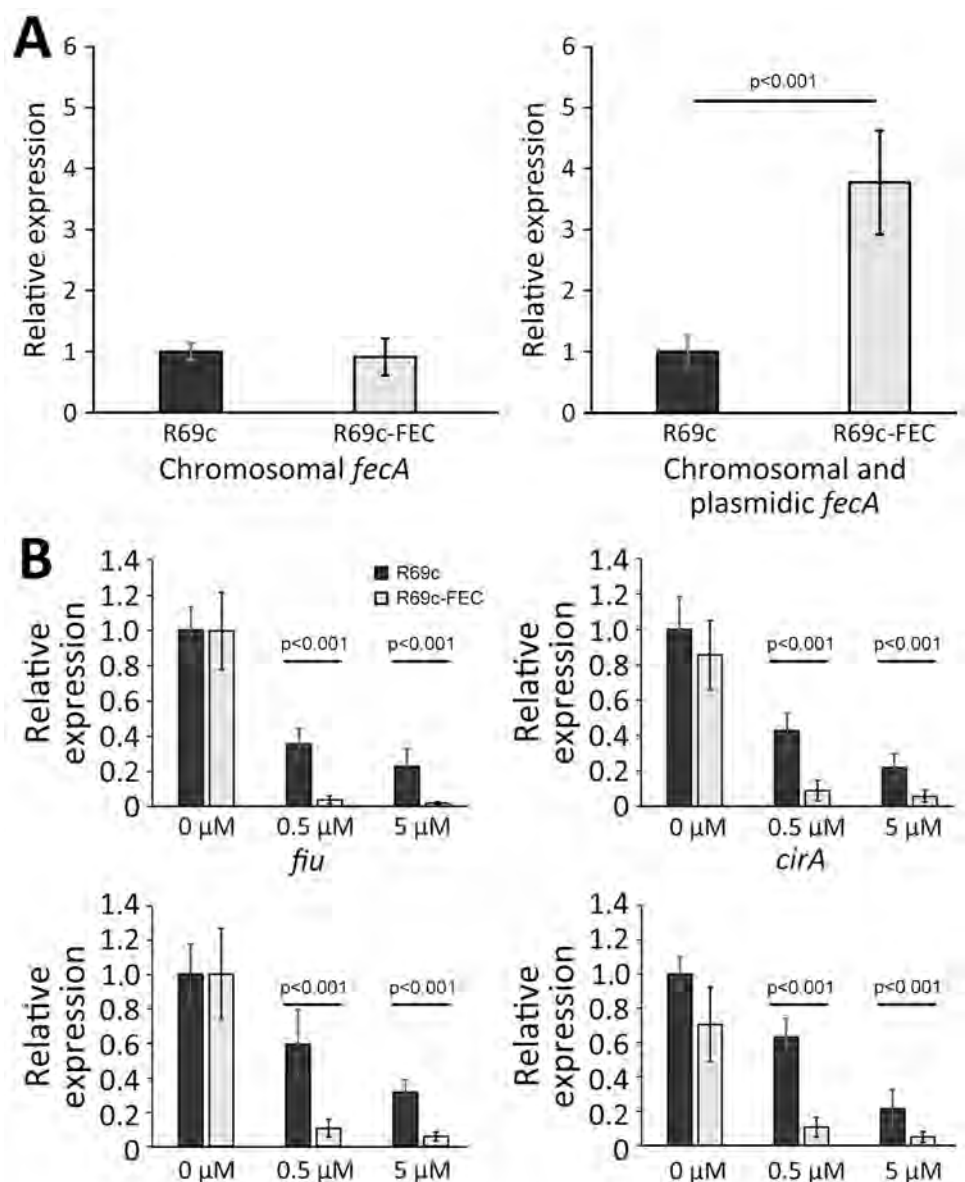 A
6
5
4
3
2
1
0
Relative expression
R69c
R69c-FEC
Chromosomal fecA
6
5
4
3
2
1
0
Relative expression
p<0.001
R69c
R69c-FEC
Chromosomal and
plasmidic fecA
B
1.4
1.2
1.0
0.8
0.6
0.4
0.2
0
Relative
expression
R69c
R69c-FEC
p<0.001
p<0.001
0 µM
0.5 µM
5 µM
fiu
1.4
1.2
1.0
0.8
0.6
0.4
0.2
0
Relative
expression
p<0.001
p<0.001
0 µM
0.5 µM
5 µM
cirA
1.4
1.2
1.0
0.8
0.6
0.4
0.2
0
Relative
expression
p<0.001
p<0.001
0 µM
0.5 µM
5 µM
1.4
1.2
1.0
0.8
0.6
0.4
0.2
0
Relative
expression
p<0.001
p<0.001
0 µM
0.5 µM
5 µM